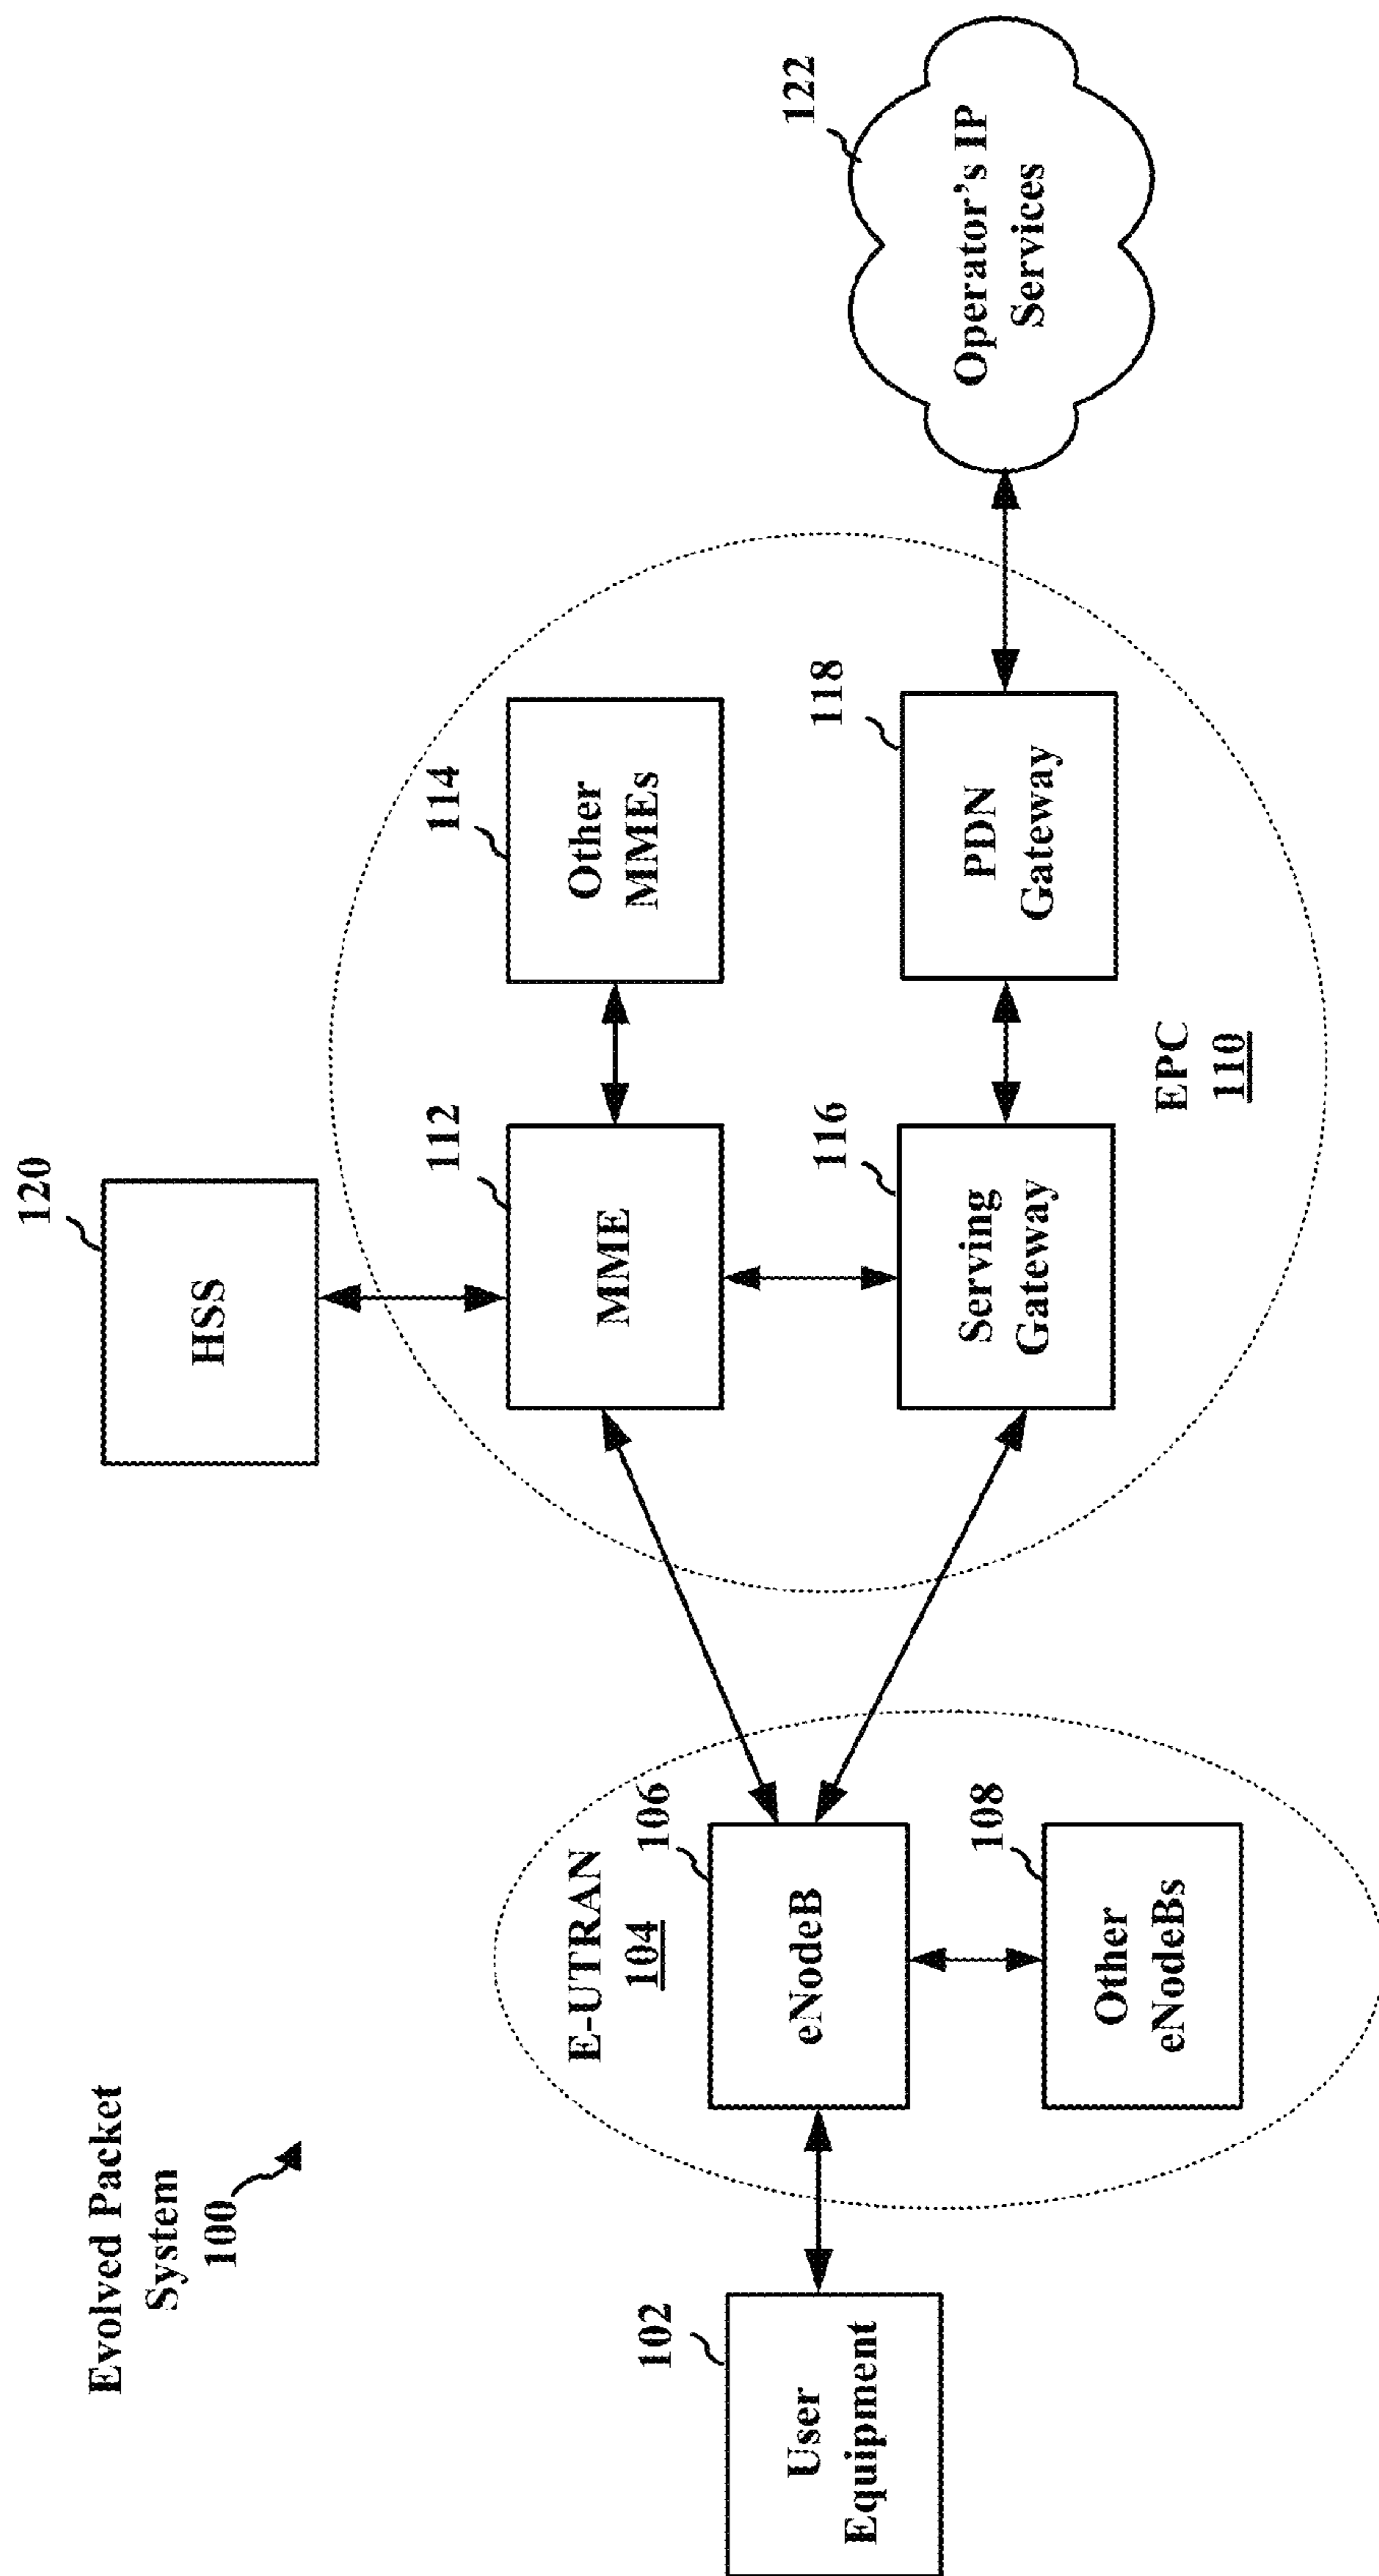 Evolved Packet
System
100
120
HSS
E-UTRAN
104
112
MME
114
Other
MMEs
102
User
Equipment
106
eNodeB
116
Serving
Gateway
118
PDN
Gateway
122
Operator's IP
Services
108
Other
eNodeBs
EPC
110